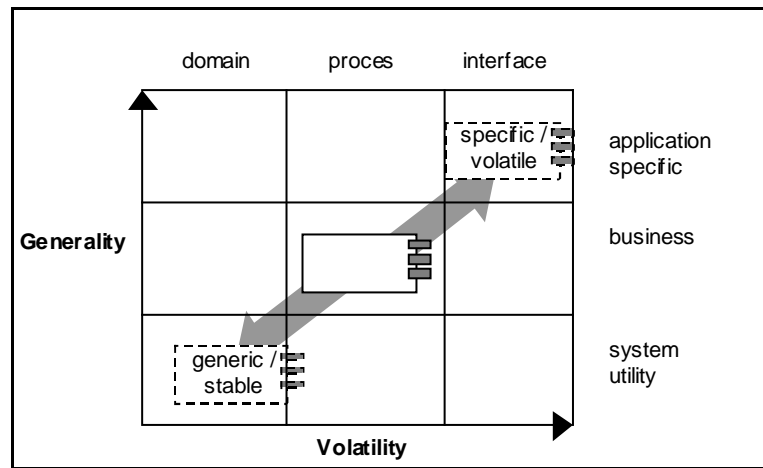 domain proces interface
specific /
volatile
application
specific
Generality
business
generic /
stable
system
utility
Volatility